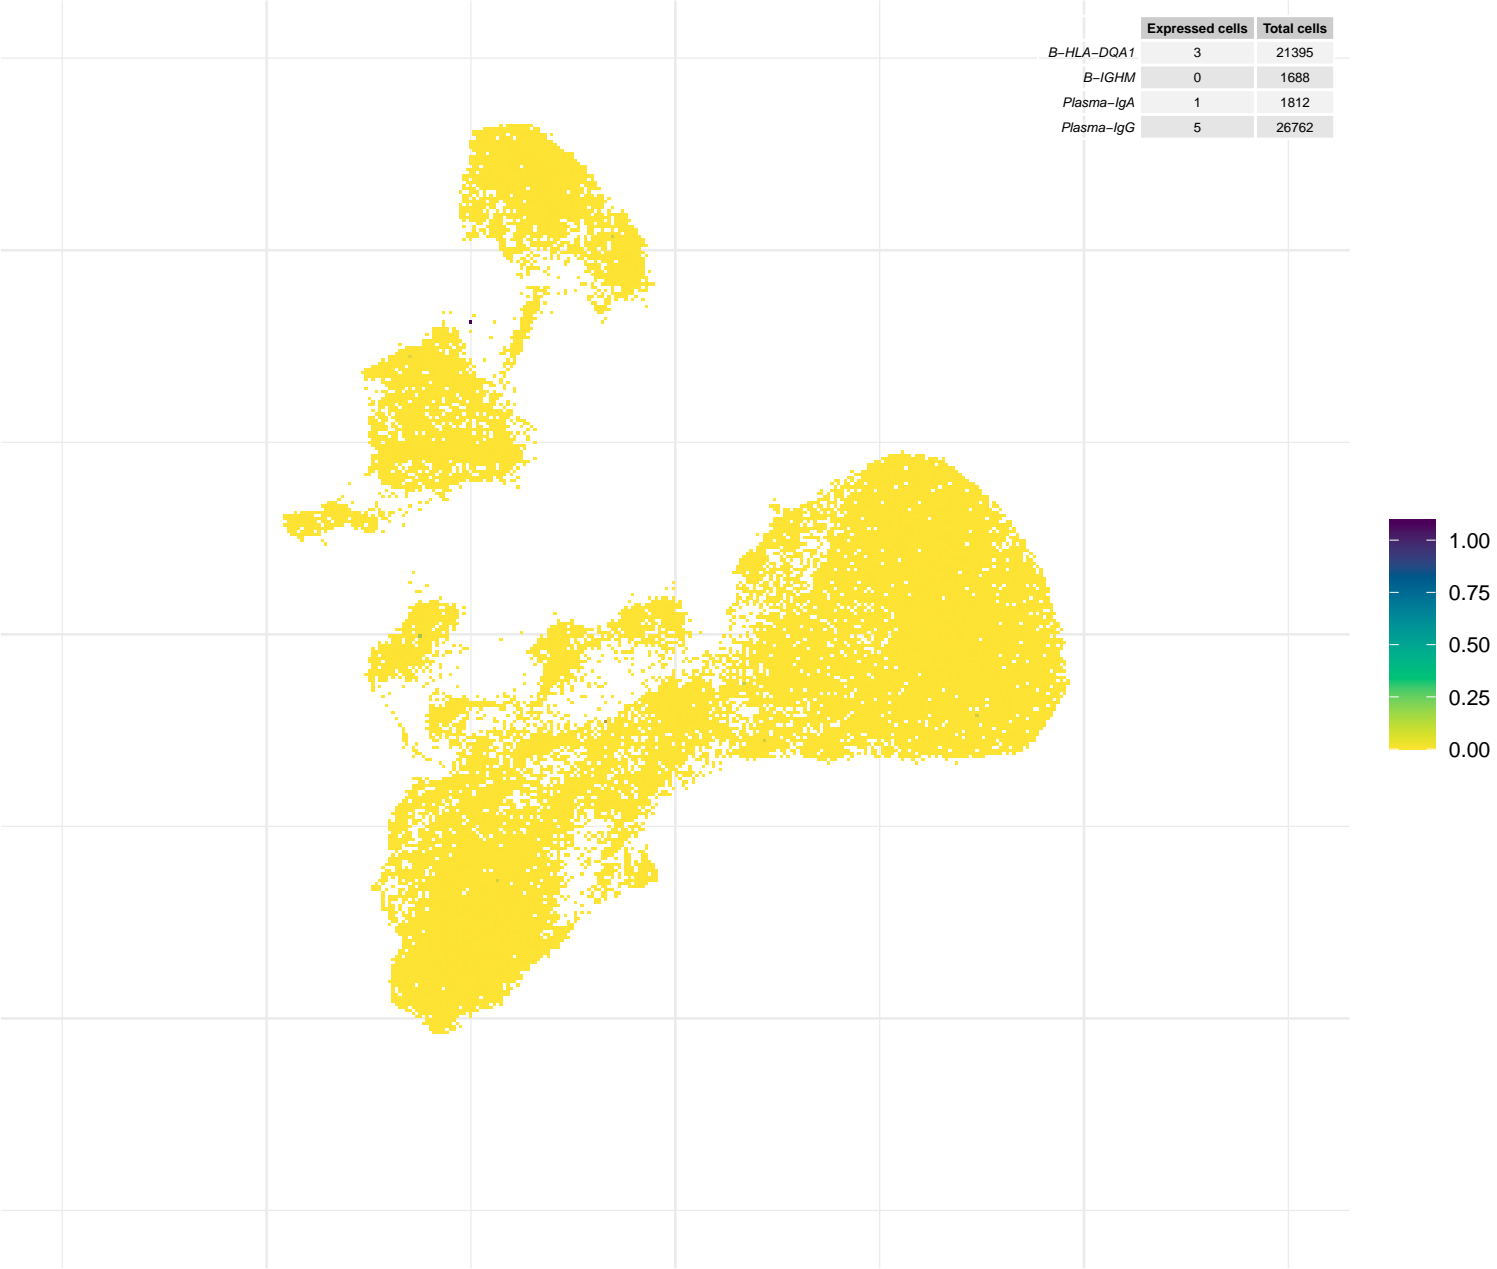 Expressed cells Total cells
B−HLA−DQA1 3 21395
B−IGHM 0 1688
Plasma−IgA 1 1812
Plasma−IgG 5 26762
1.00
0.75
0.50
0.25
0.00